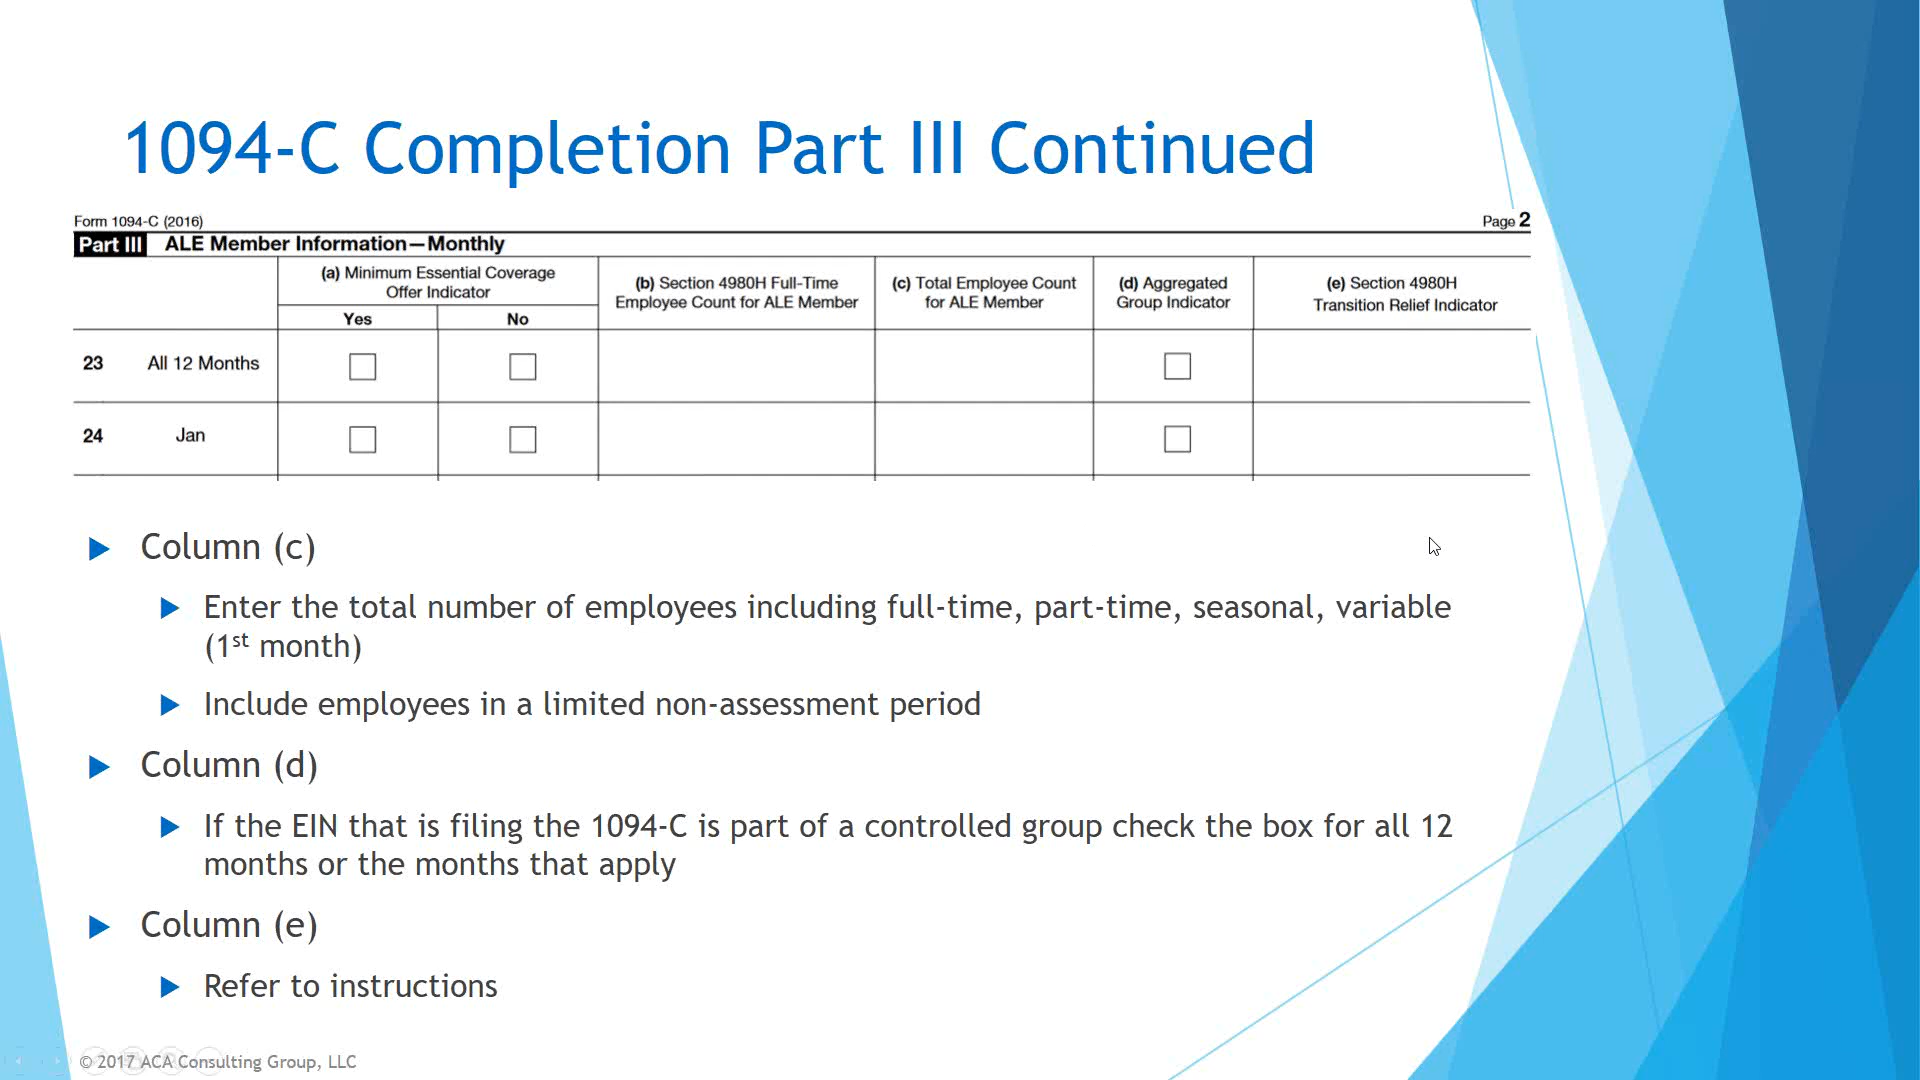 1094-C Completion Part III Continued
Form 1094-C (2016)
Page 2
Part III ALE Member Information—Monthly
(a) Minimum Essential Coverage
Offer Indicator
Yes
No
(b) Section 4980H Full-Time
Employee Count for ALE Member
(c) Total Employee Count
for ALE Member
(d) Aggregated
Group Indicator
(e) Section 4980H
Transition Relief Indicator
23 All 12 Months
24 Jan
Column (c)
Enter the total number of employees including full-time, part-time, seasonal, variable
(1st month)
Include employees in a limited non-assessment period
Column (d)
If the EIN that is filing the 1094-C is part of a controlled group check the box for all 12
months or the months that apply
Column (e)
Refer to instructions
© 2017 ACA Consulting Group, LLC